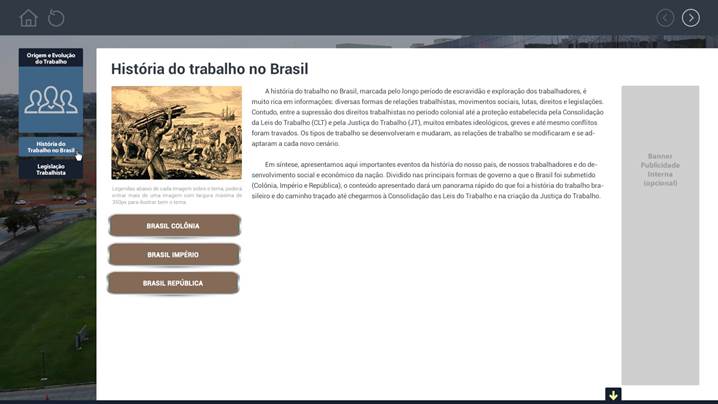 Origem e Evolução
do Trabalho
História do
Trabalho no Brasil
Legislação
Trabalhista
História do trabalho no Brasil
Legendas abaixo de cada imagem sobre o tema, podera
entrar mais de uma imagem com largura maxima de
350px para ilustrar bem o tema.
BRASIL COLÔNIA
BRASIL IMPÉRIO
BRASIL REPÚBLICA
A história do trabalho no Brasil, marcada pelo longo período de escravidão e exploração dos trabalhadores, é
muito rica em informações: diversas formas de relações trabalhistas, movimentos sociais, lutas, direitos e legislações.
Contudo, entre a supressão dos direitos trabalhistas no período colonial até a proteção estabelecida pela Consolidação
da Leis do Trabalho (CLT) e pela Justiça do Trabalho (JT), muitos embates ideológicos, greves e até mesmo conflitos
foram travados. Os tipos de trabalho se desenvolveram e mudaram, as relações de trabalho se modificaram e se ad-
aptaram a cada novo cenário.
Em síntese, apresentamos aqui importantes eventos da história do nosso país, de nossos trabalhadores e do de-
senvolvimento social e econômico da nação. Dividido nas principais formas de governo a que o Brasil foi submetido
(Colônia, Império e República), o conteúdo apresentado dará um panorama rápido do que foi a história do trabalho bra-
sileiro e do caminho traçado até chegarmos à Consolidação das Leis do Trabalho e na criação da Justiça do Trabalho.
Banner
Publicidade
Interna
(opcional)